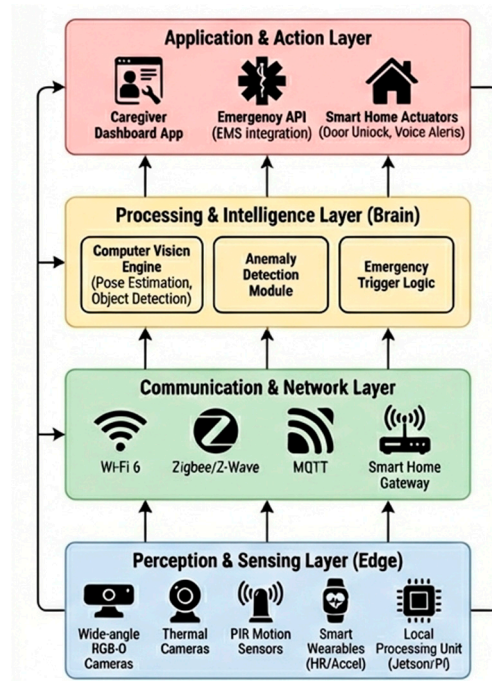 Application & Action Layer
Caregiver
Dashboard App
Emergenoy API
(EMS integration)
Smart Home Actuators
(Door Uniock, Voice Aleris)
Processing & Intelligence Layer (Brain)
Computer Vision
Engine
(Pose Estimation,
Object Detection)
Anemaly
Detection
Module
Emergency
Trigger Logic
Communication & Network Layer
Wi-Fi 6
Zigbee/Z-Wave
MQTT
Smart Home
Gateway
Perception & Sensing Layer (Edge)
Wide-angle
RGB-O
Cameras
Thermal
Cameras
PIR Motion
Sensors
Smart
Wearables
(HR/Accel)
Local
Processing Unit
(Jetson/Pi)